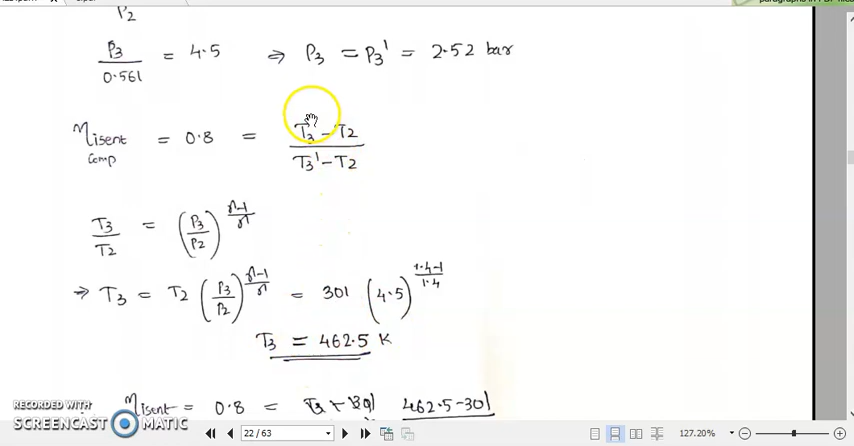 P2
P3/0.561 = 4.5 ⇒ P3 = P3' = 2.52 bar
ηisent comp = 0.8 = (T3 - T2)/(T3' - T2)
T3/T2 = (P3/P2)^((γ-1)/γ)
⇒ T3 = T2 (P3/P2)^((γ-1)/γ) = 301 (4.5)^((1.4-1)/1.4)
T3 = 462.5 K
ηisent = 0.8 = 462.5-301
RECORDED WITH
SCREENCAST MATIC
22 / 63
127.20%